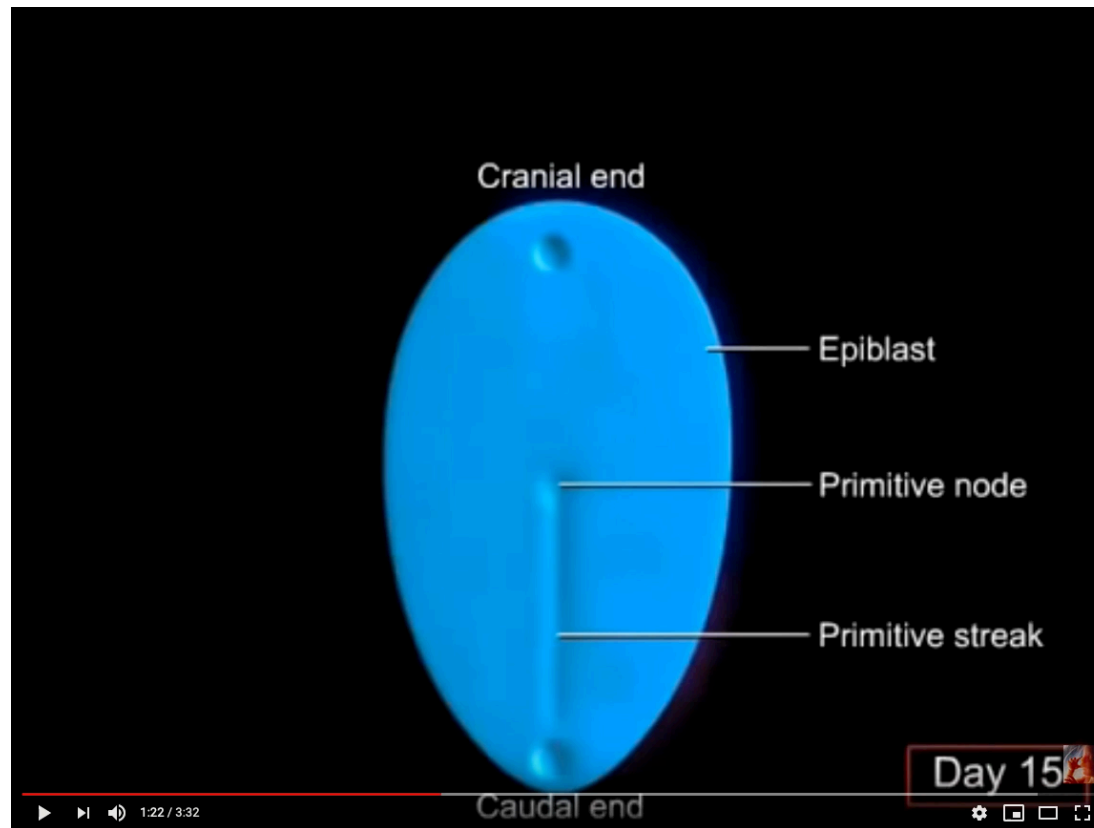 Cranial end
Epiblast
Primitive node
Primitive streak
Day 15
Caudal end
1:22 / 3:32